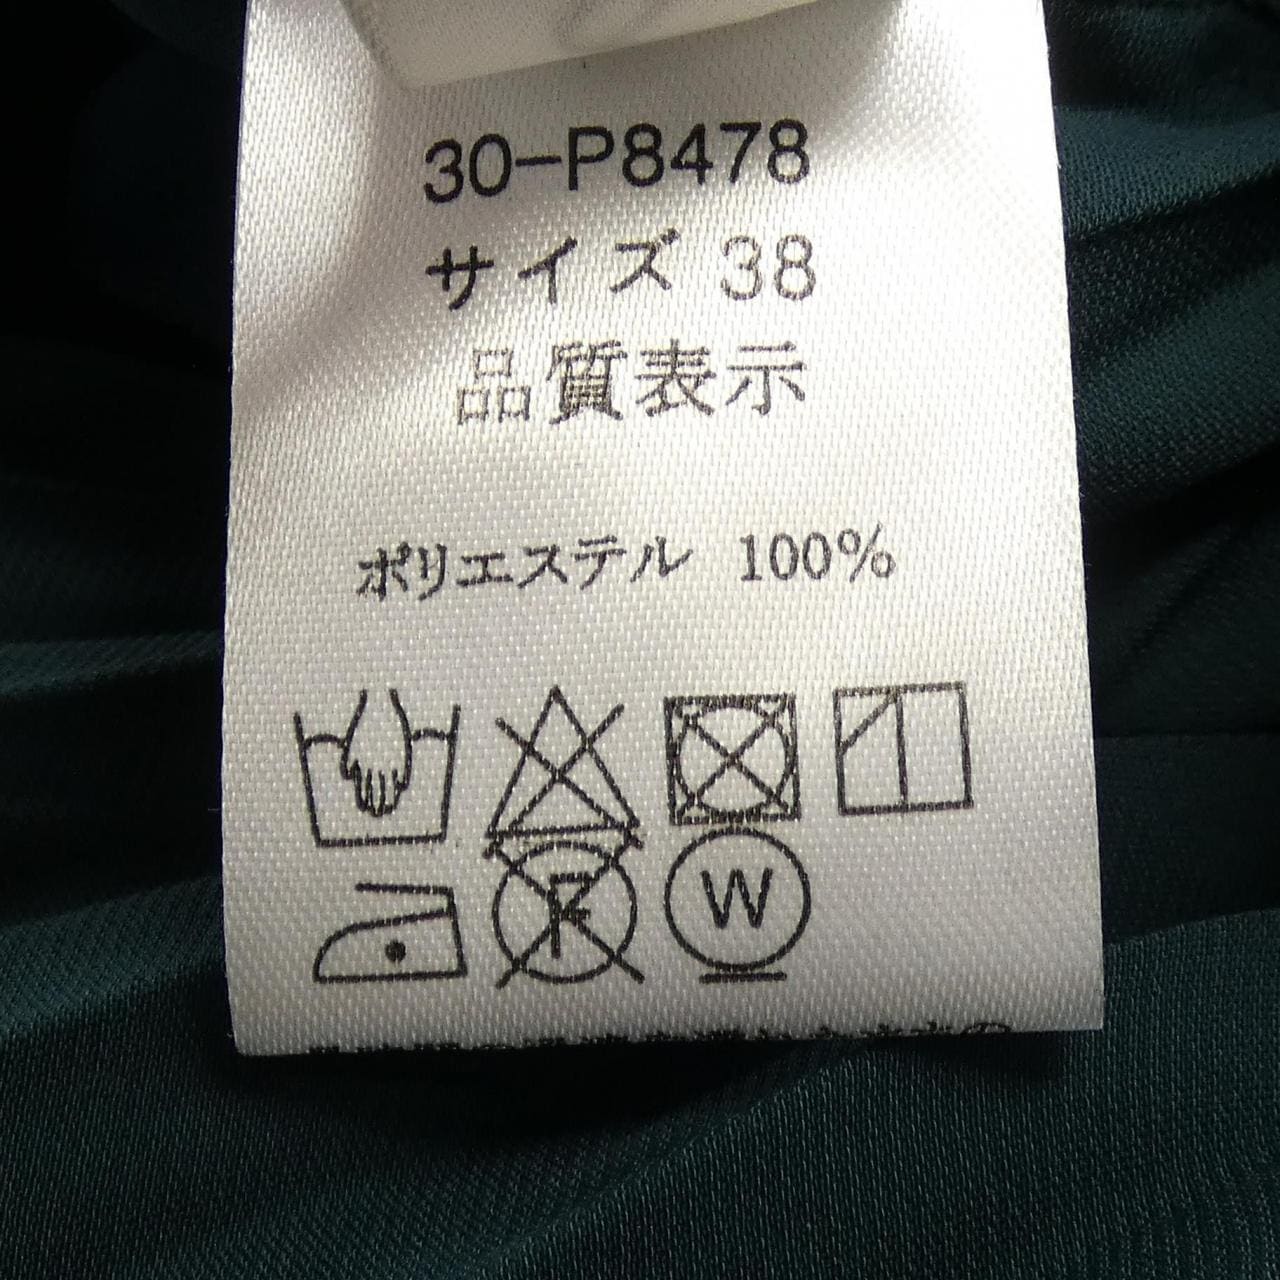 30-P8478
サイズ 38
品質表示
ポリエステル 100%
F
W